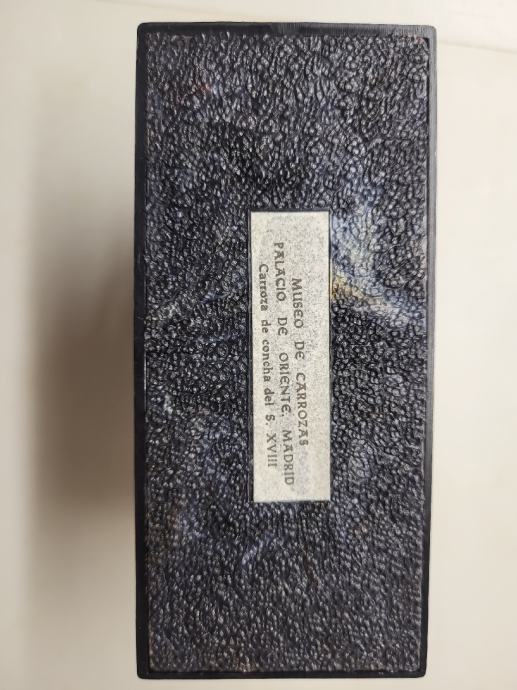 MUSEO DE CARROZAS
PALACIO DE ORIENTE. MADRID
Carroza de concha del S. XVIII